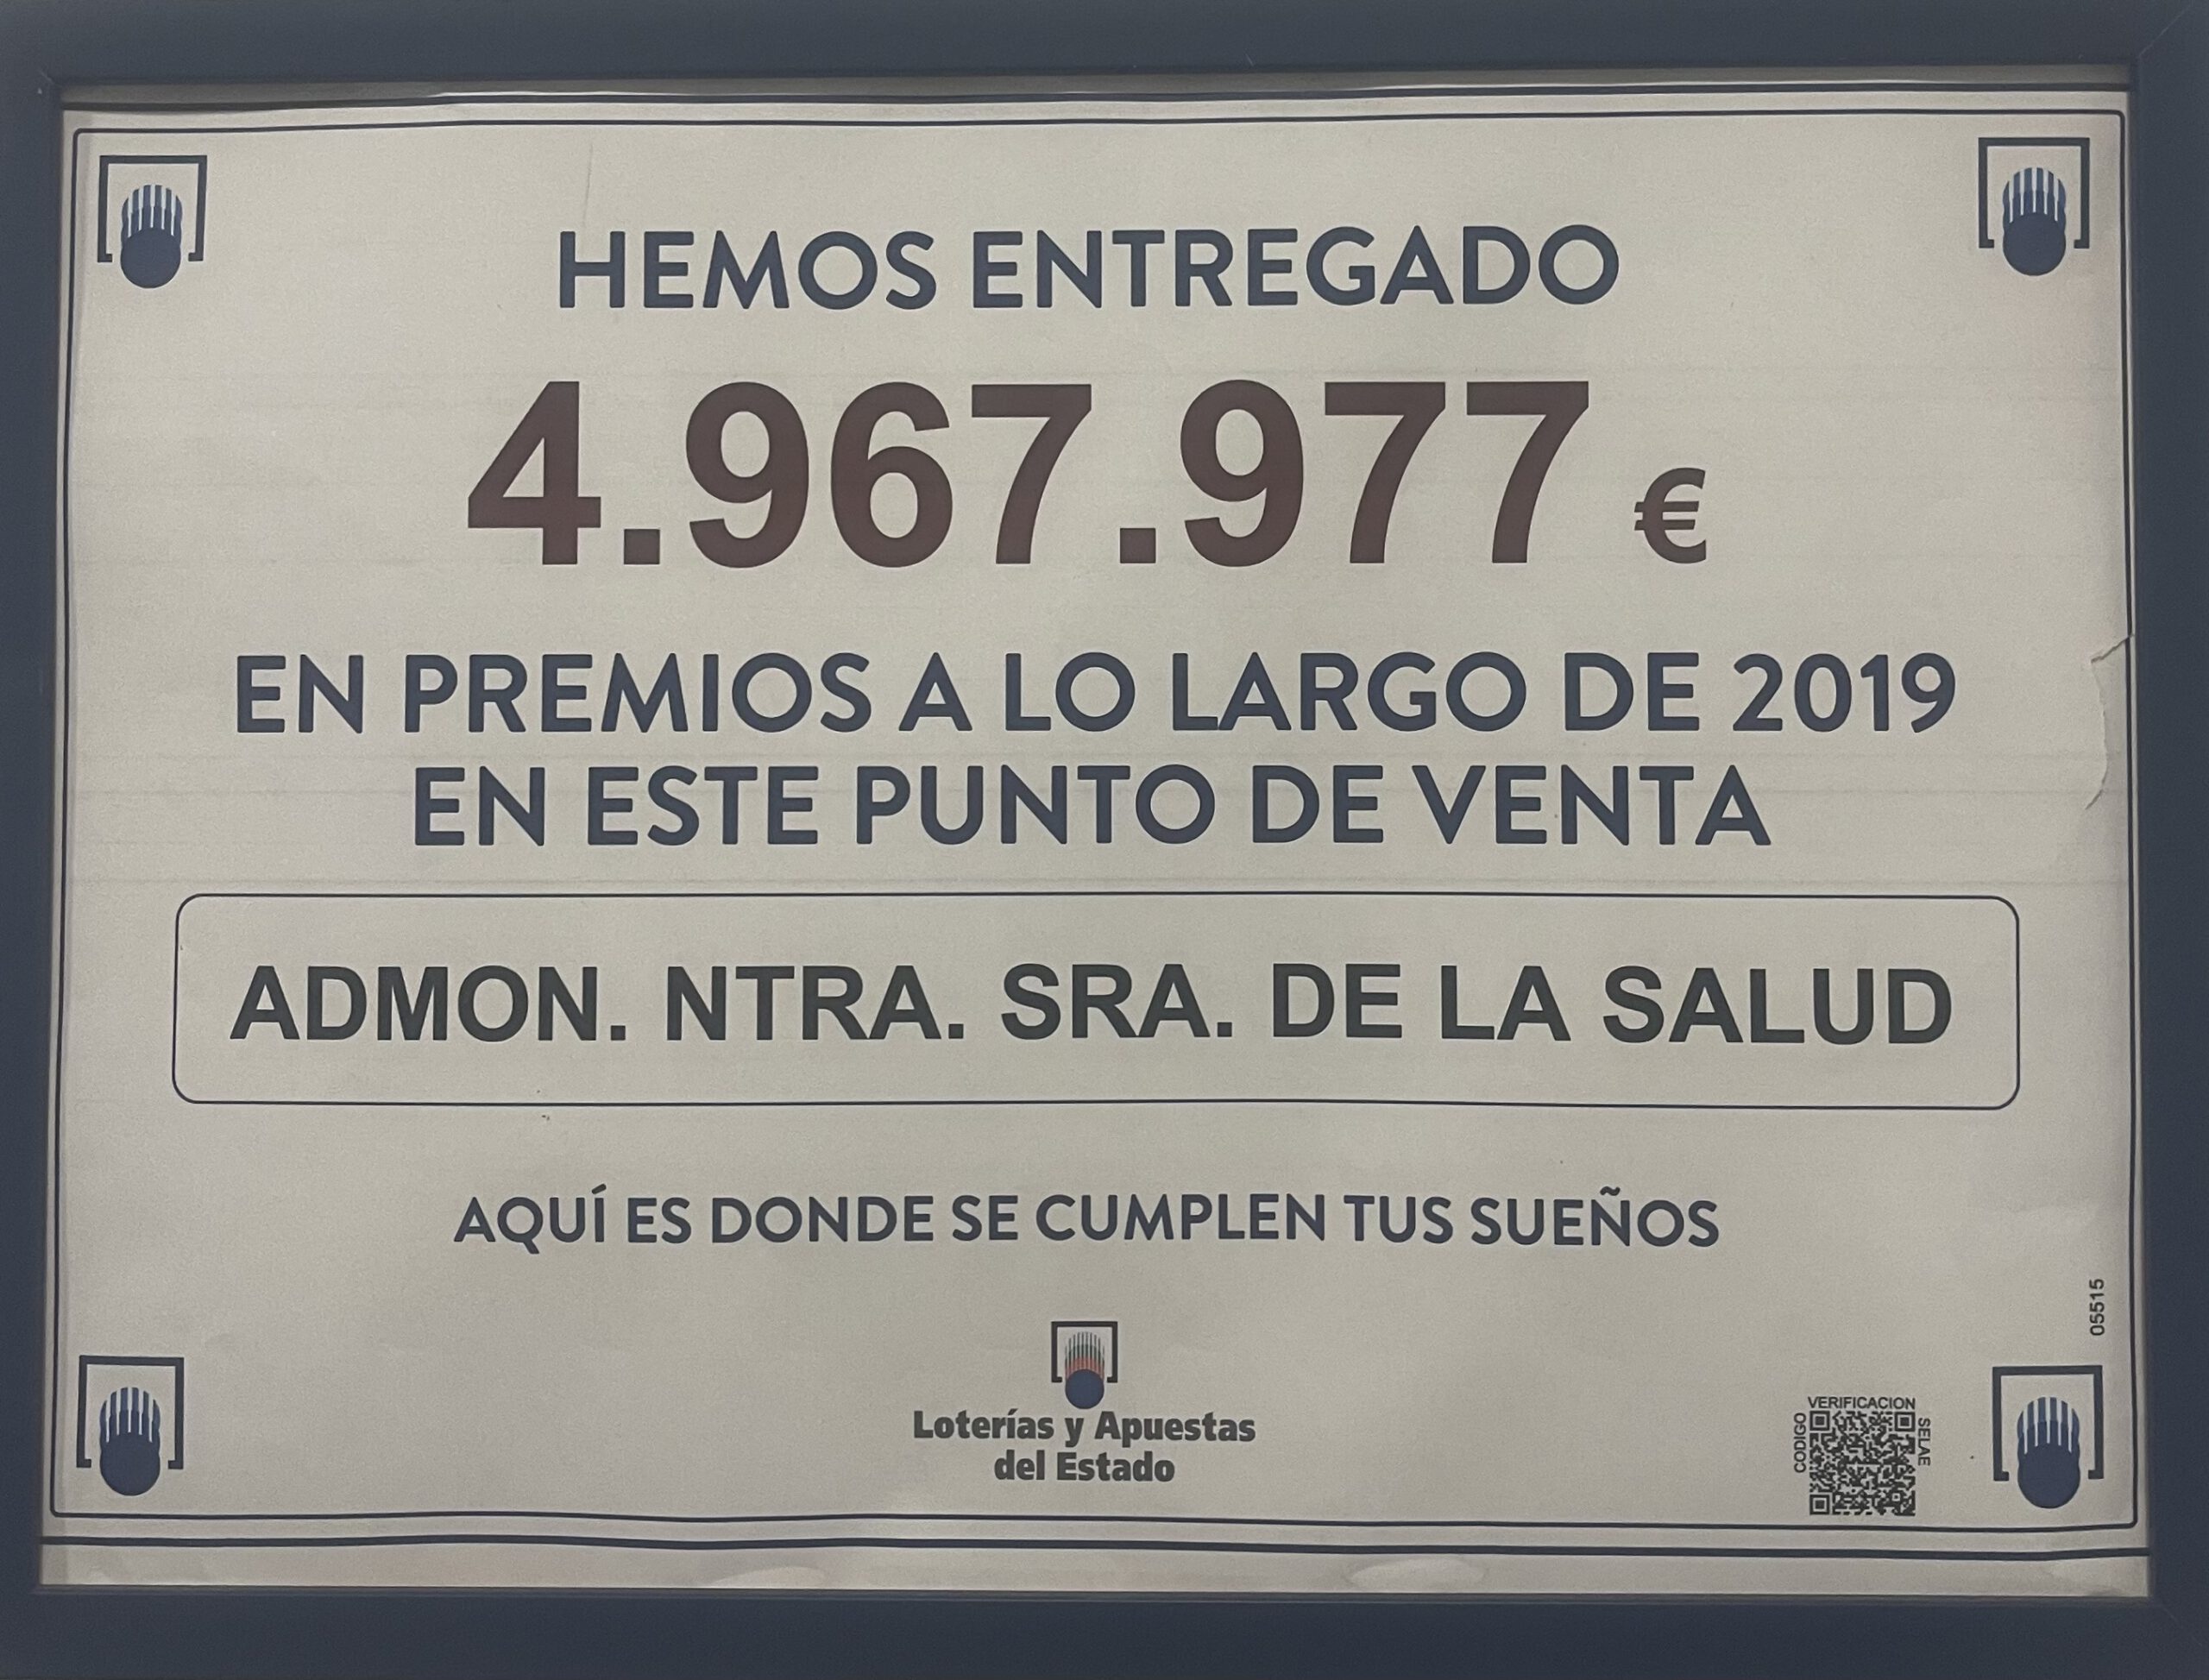 HEMOS ENTREGADO
4.967.977 €
EN PREMIOS A LO LARGO DE 2019
EN ESTE PUNTO DE VENTA
ADMON. NTRA. SRA. DE LA SALUD
AQUÍ ES DONDE SE CUMPLEN TUS SUEÑOS
05515
Loterías y Apuestas
del Estado
VERIFICACION
CODIGO
SELAE